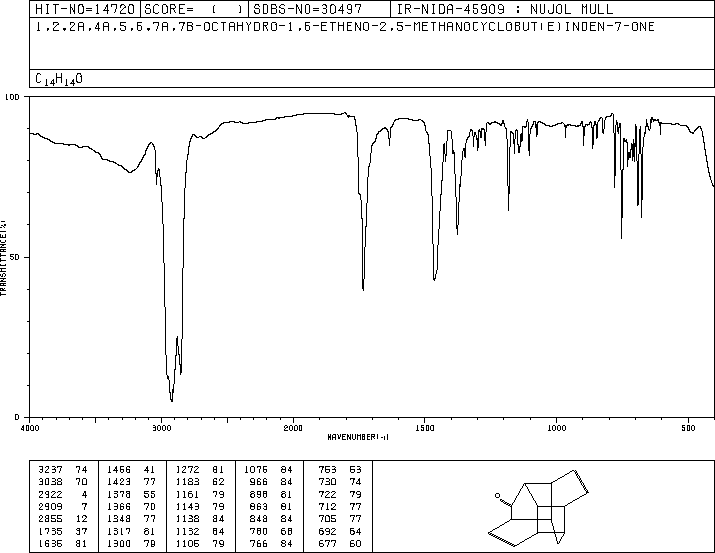 HIT-NO=14720 SCORE= ( ) SDBS-NO=30497 IR-NIDA-45909 : NUJOL MULL
1,2,2A,4A,5,6,7A,7B-OCTAHYDRO-1,6-ETHENO-2,5-METHANOCYCLOBUT(E)INDEN-7-ONE
C14H14O
100
50
0
TRANSMITTANCE(%)
4000 3000 2000 1500 1000 500
WAVENUMBER(-1)
3237 74 1456 41 1272 81 1075 84 753 53
3038 70 1423 77 1183 62 966 84 730 74
2922 4 1378 55 1161 79 898 81 722 79
2909 7 1366 70 1143 79 863 81 712 77
2855 12 1348 77 1138 84 848 84 705 77
1735 37 1317 81 1132 84 780 68 692 64
1635 81 1300 79 1105 79 766 84 677 60
O